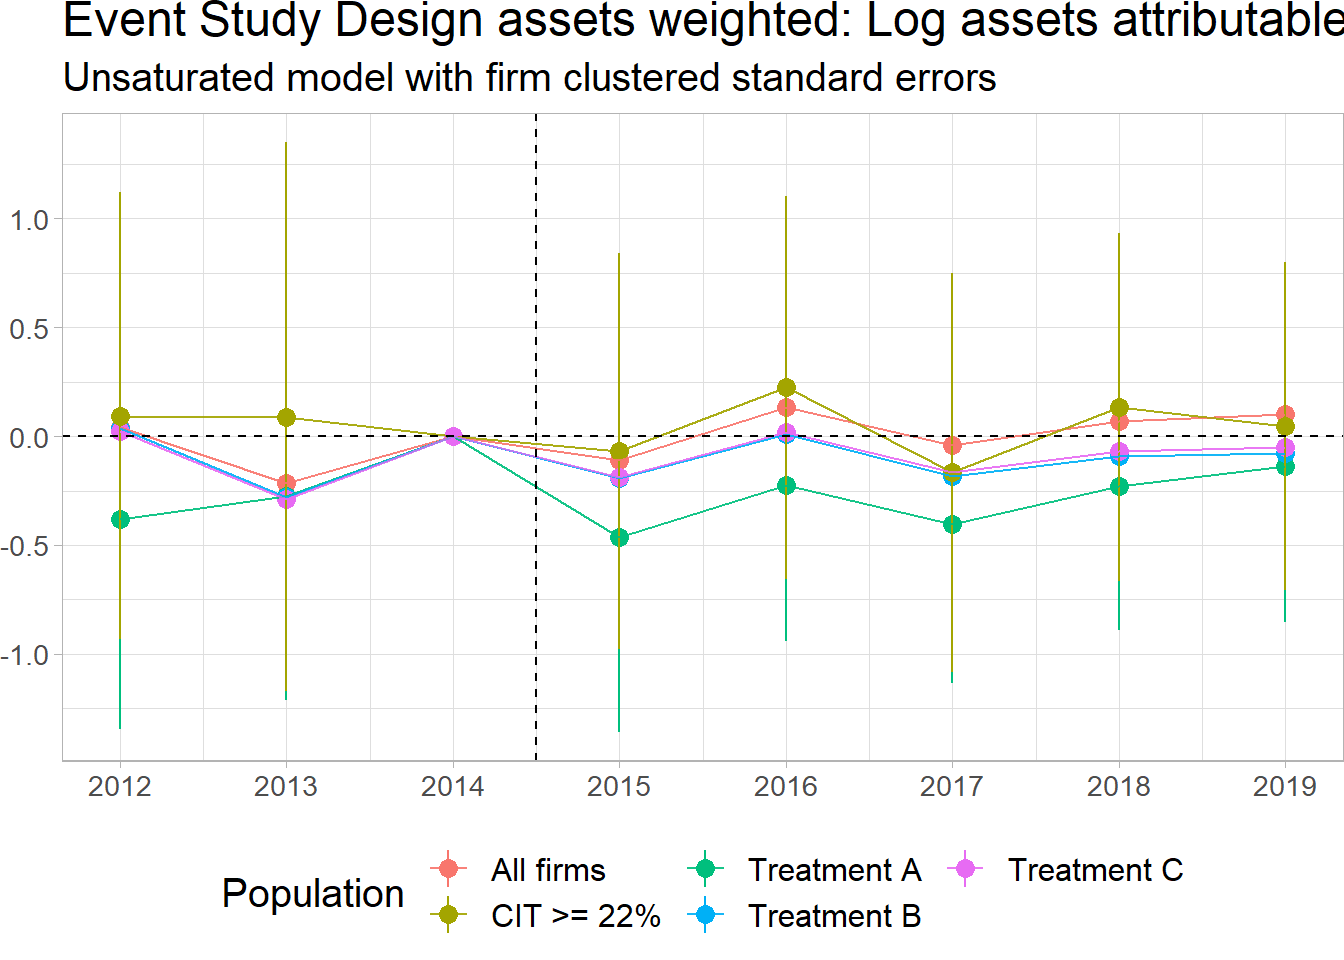 Event Study Design assets weighted: Log assets attributable
Unsaturated model with firm clustered standard errors
1.0
0.5
0.0
-0.5
-1.0
2012 2013 2014 2015 2016 2017 2018 2019
Population
All firms
CIT >= 22%
Treatment A
Treatment B
Treatment C